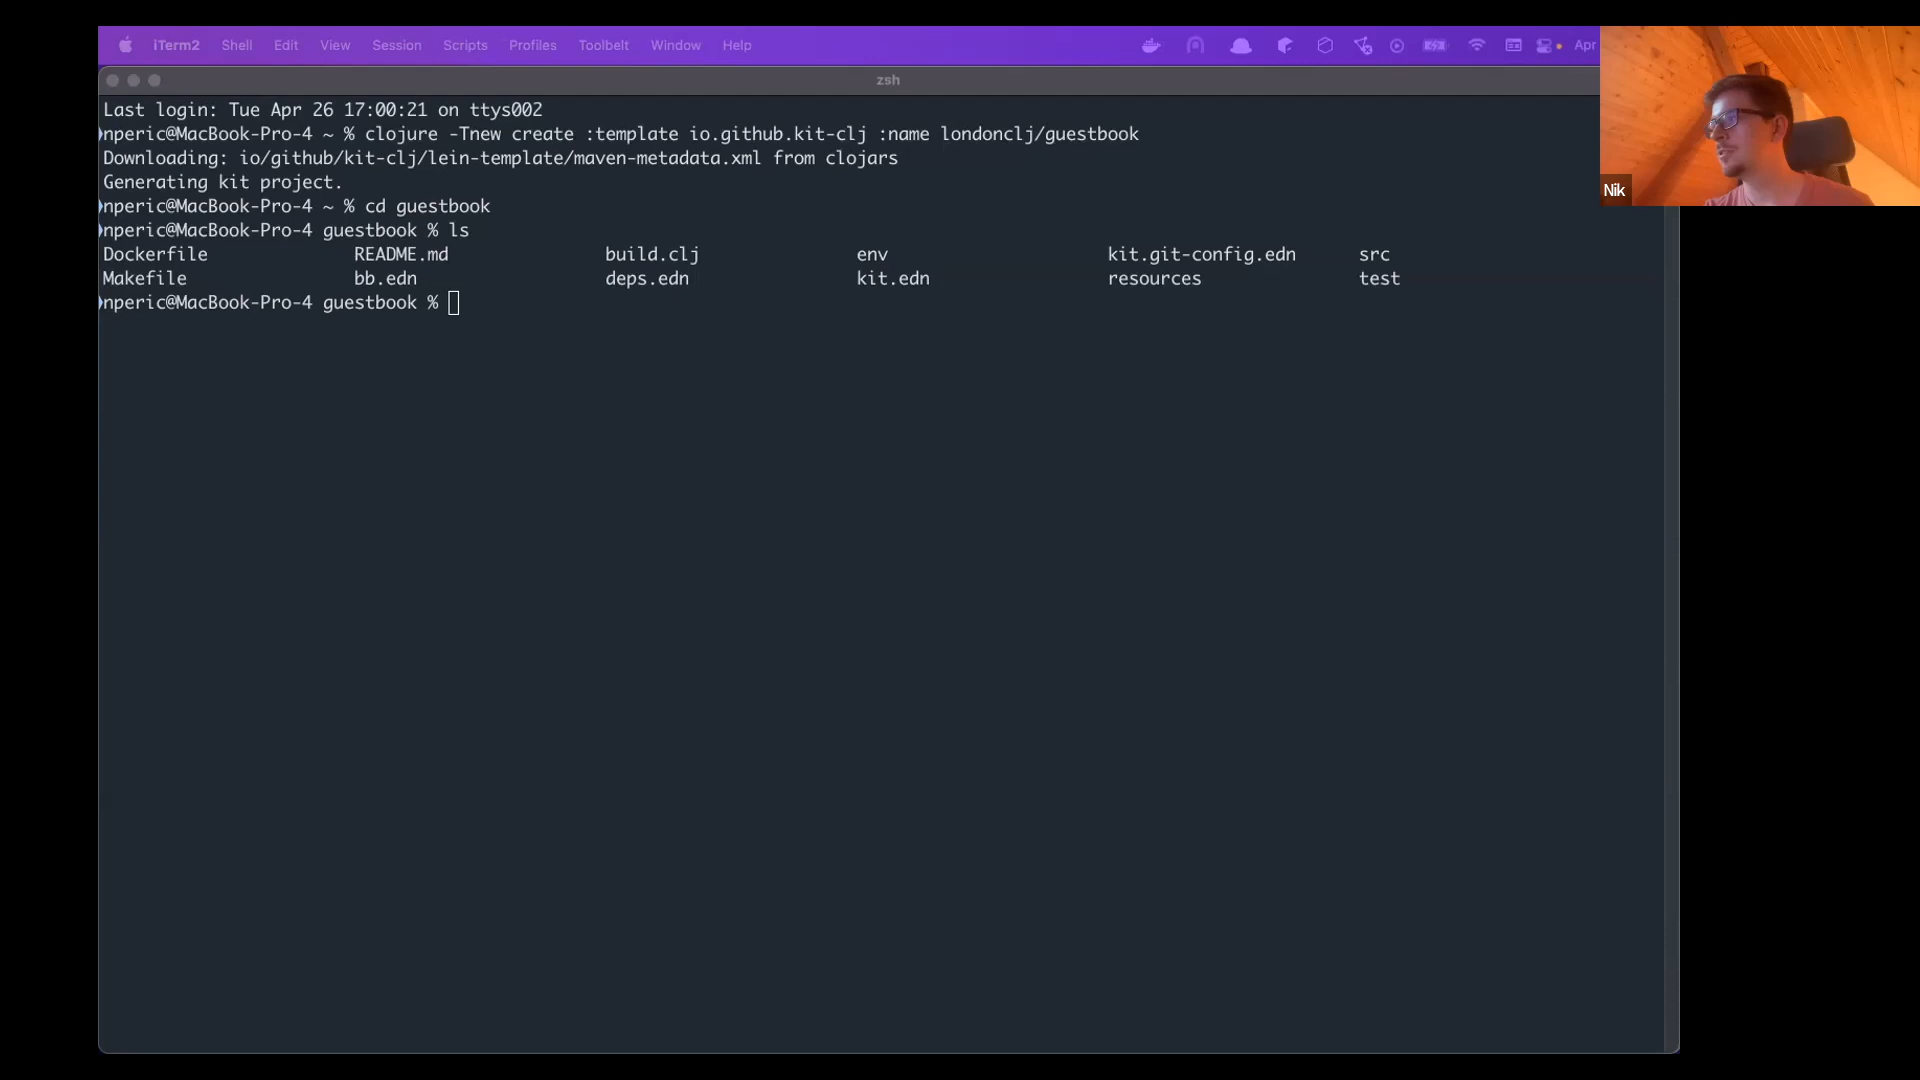 iTerm2 Shell Edit View Session Scripts Profiles Toolbelt Window Help Apr
zsh
Last login: Tue Apr 26 17:00:21 on ttys002
nperic@MacBook-Pro-4 ~ % clojure -Tnew create :template io.github.kit-clj :name londonclj/guestbook
Downloading: io/github/kit-clj/lein-template/maven-metadata.xml from clojars
Generating kit project.
nperic@MacBook-Pro-4 ~ % cd guestbook
nperic@MacBook-Pro-4 guestbook % ls
Dockerfile README.md build.clj env kit.git-config.edn src
Makefile bb.edn deps.edn kit.edn resources test
nperic@MacBook-Pro-4 guestbook %
Nik